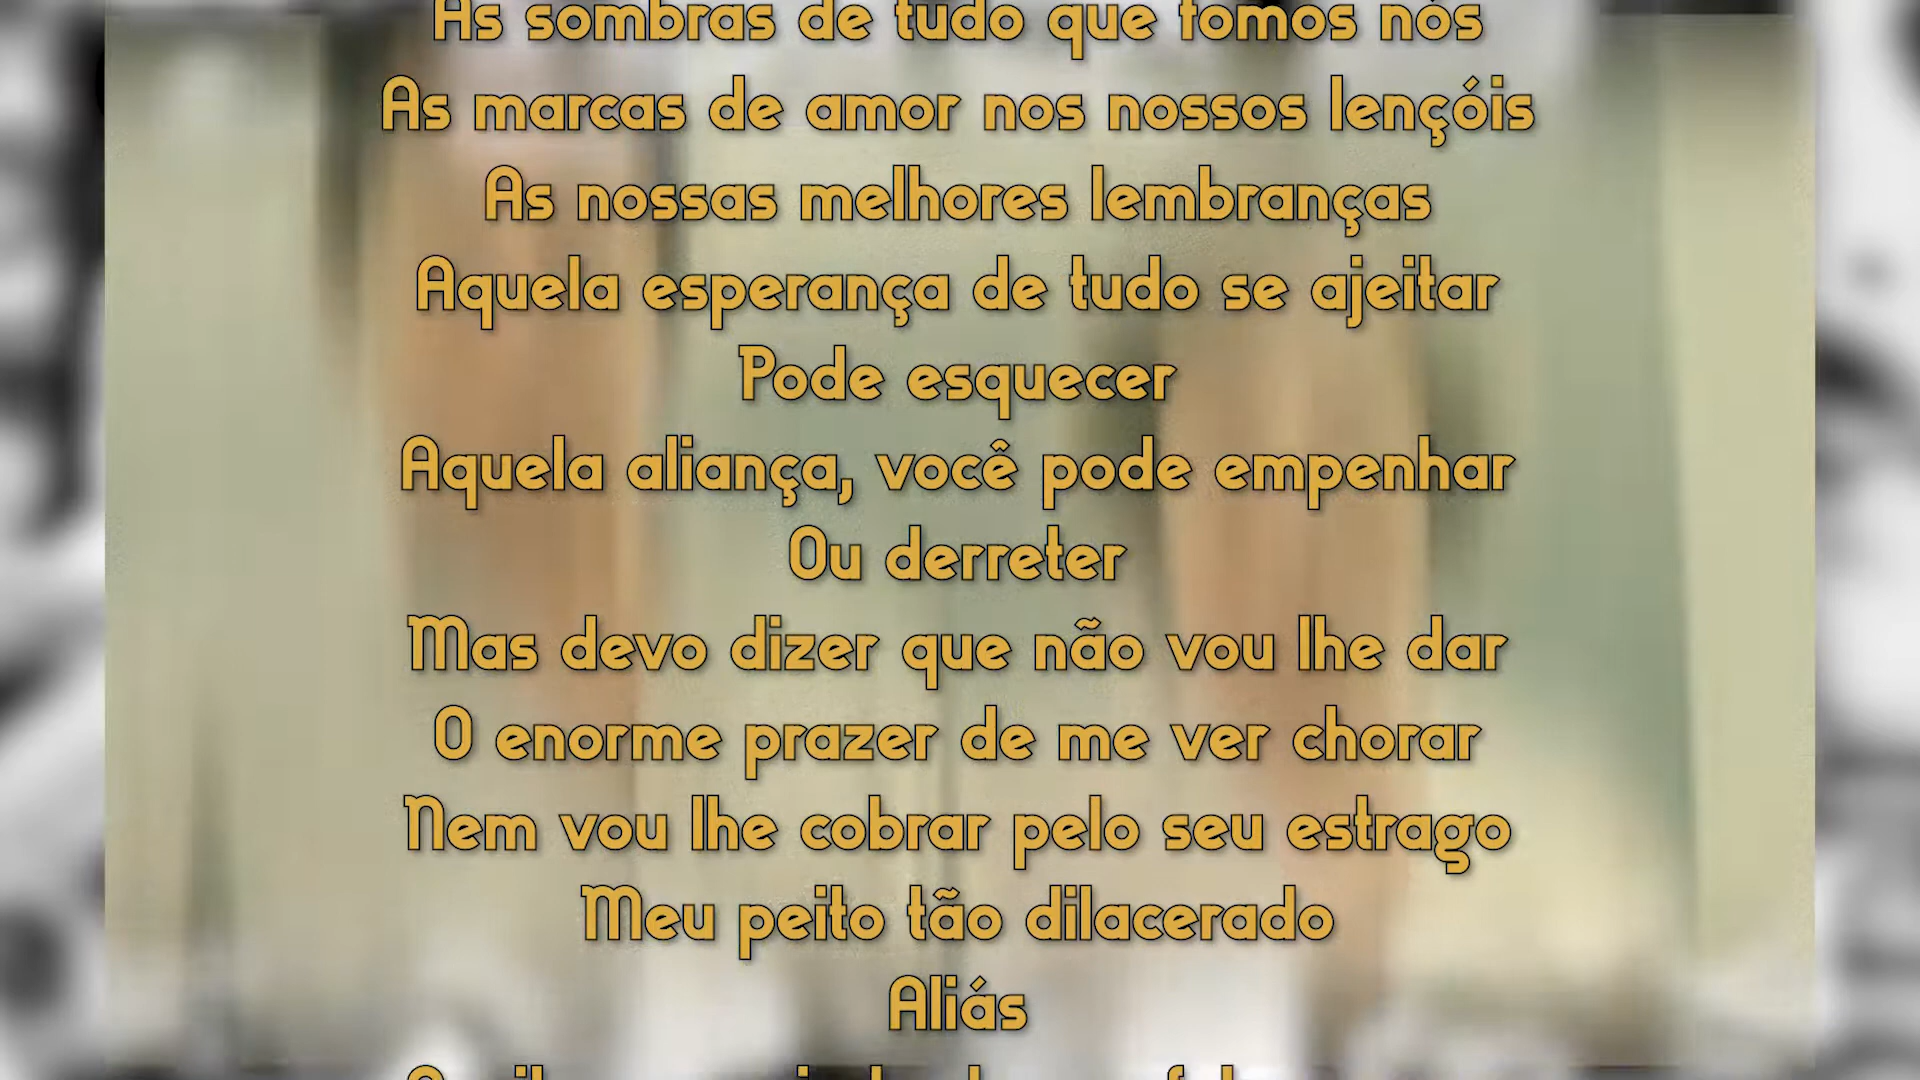 As sombras de tudo que fomos nós
As marcas de amor nos nossos lençóis
As nossas melhores lembranças
Aquela esperança de tudo se ajeitar
Pode esquecer
Aquela aliança, você pode empenhar
Ou derreter
Mas devo dizer que não vou lhe dar
O enorme prazer de me ver chorar
Nem vou lhe cobrar pelo seu estrago
Meu peito tão dilacerado
Aliás